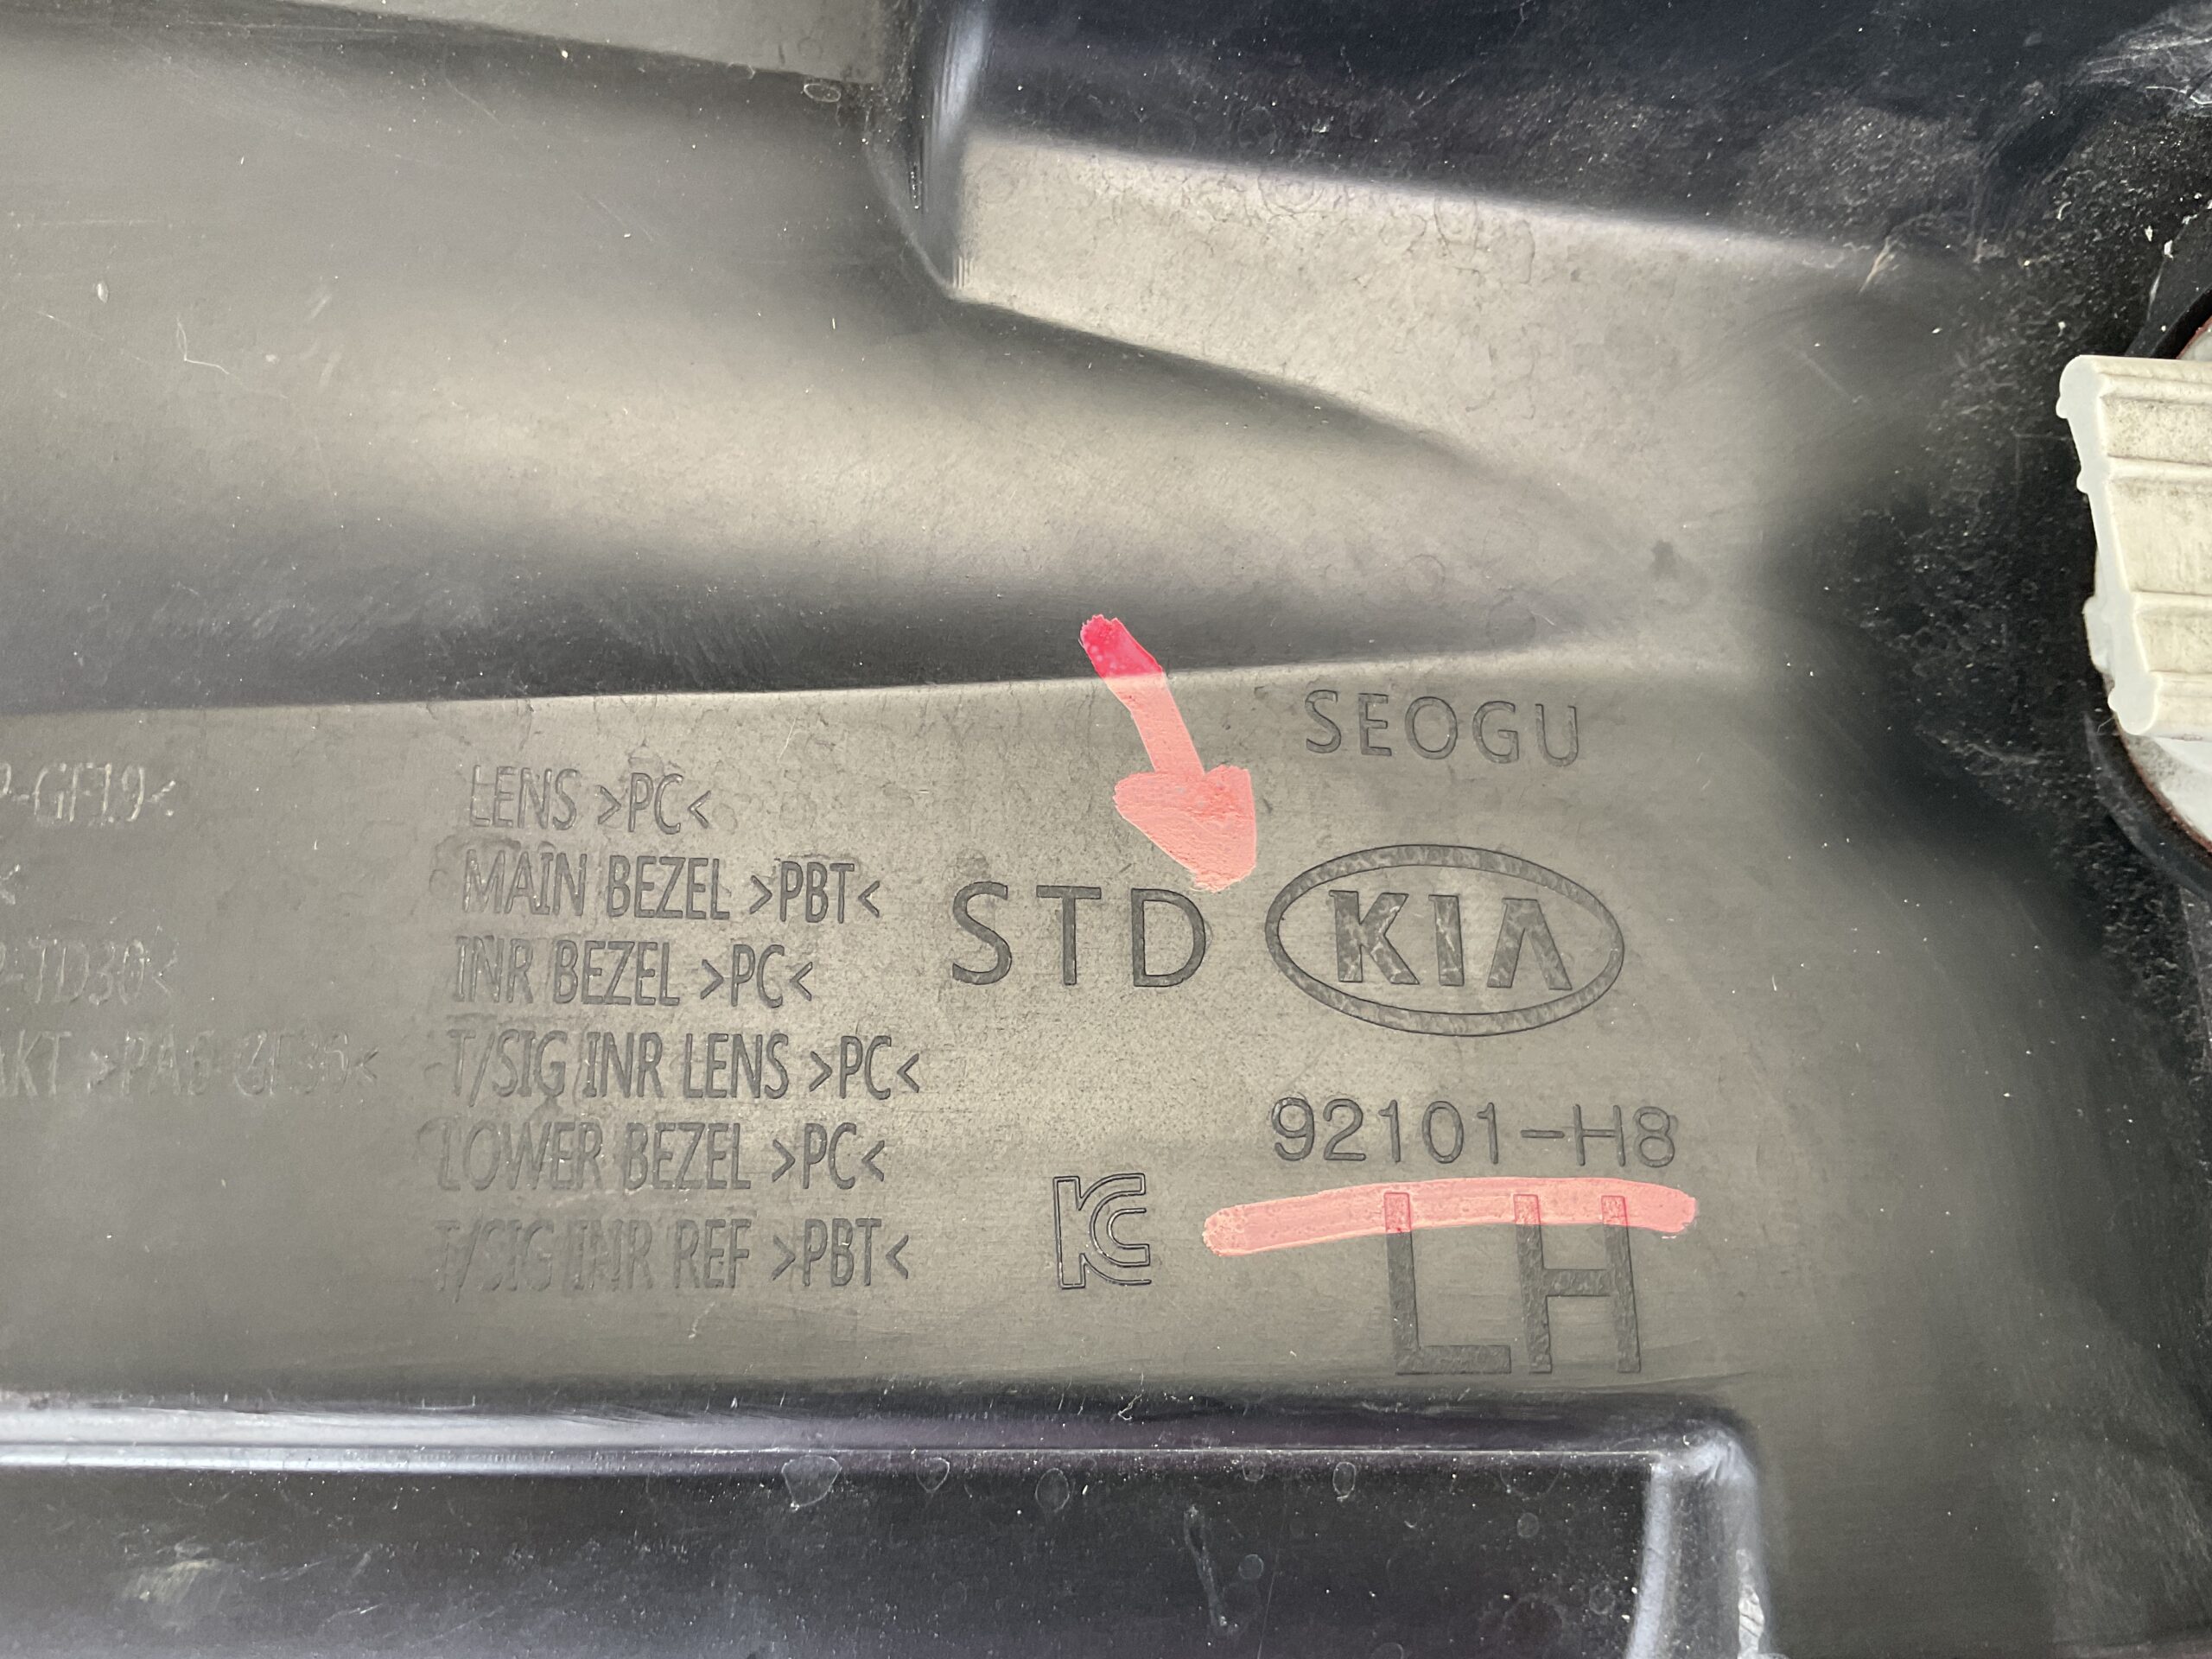 SEOGU
LENS >PC<
MAIN BEZEL >PBT<
INR BEZEL >PC<
T/SIG INR LENS >PC<
LOWER BEZEL >PC<
T/SIG INR REF >PBT<
STD
KIA
92101-H8
LH
KC
-GF19<
-TD30<